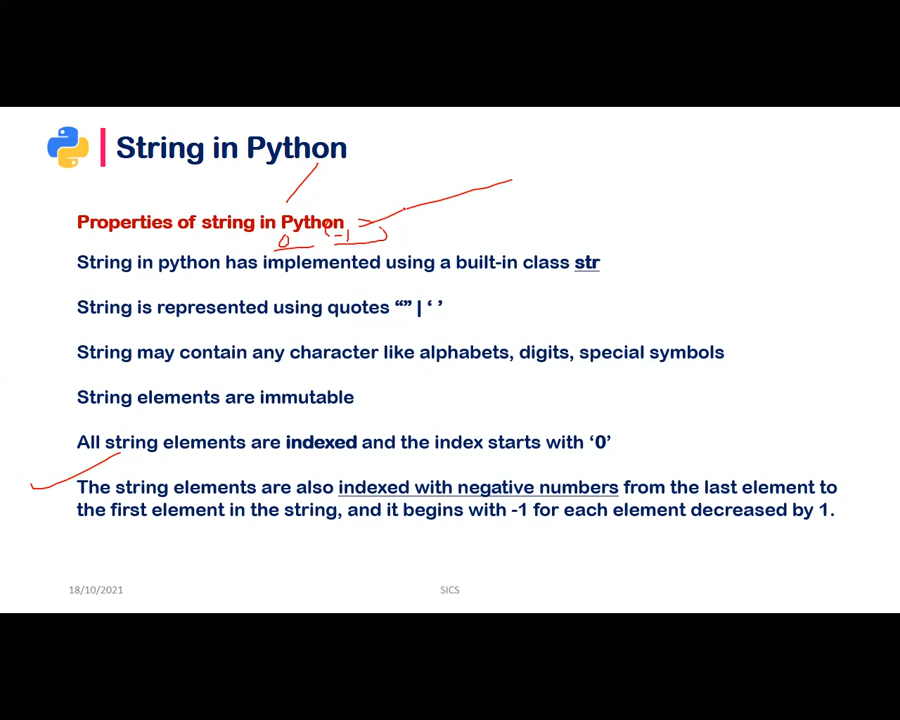 String in Python
Properties of string in Python
0 -1
String in python has implemented using a built-in class str
String is represented using quotes “” | ‘ ’
String may contain any character like alphabets, digits, special symbols
String elements are immutable
All string elements are indexed and the index starts with ‘0’
The string elements are also indexed with negative numbers from the last element to
the first element in the string, and it begins with -1 for each element decreased by 1.
18/10/2021 SICS